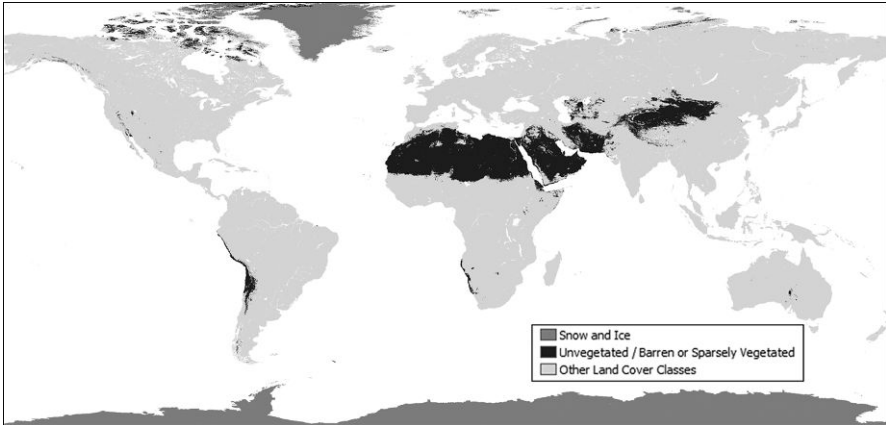 Snow and Ice
Unvegetated / Barren or Sparsely Vegetated
Other Land Cover Classes